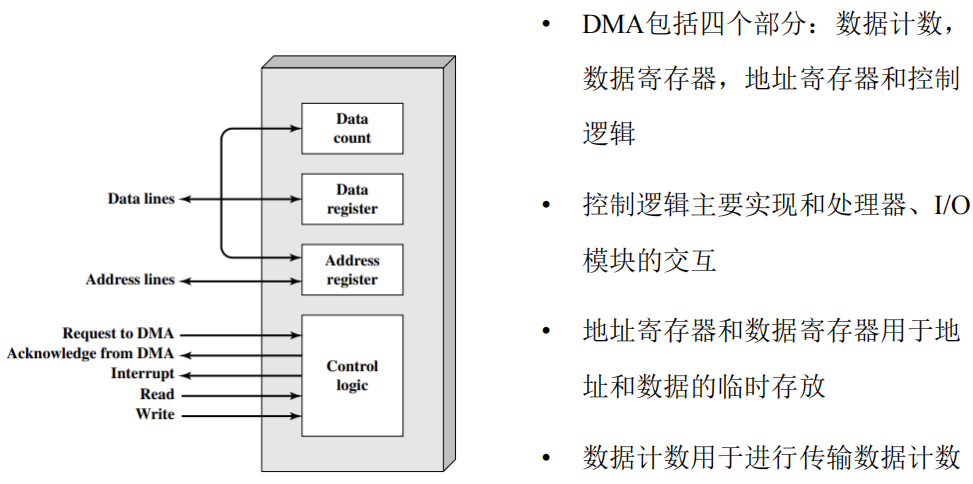 Data
count
Data lines
Data
register
Address lines
Address
register
Request to DMA
Acknowledge from DMA
Interrupt
Read
Write
Control
logic
• DMA包括四个部分：数据计数，
数据寄存器，地址寄存器和控制
逻辑
• 控制逻辑主要实现和处理器、I/O
模块的交互
• 地址寄存器和数据寄存器用于地
址和数据的临时存放
• 数据计数用于进行传输数据计数